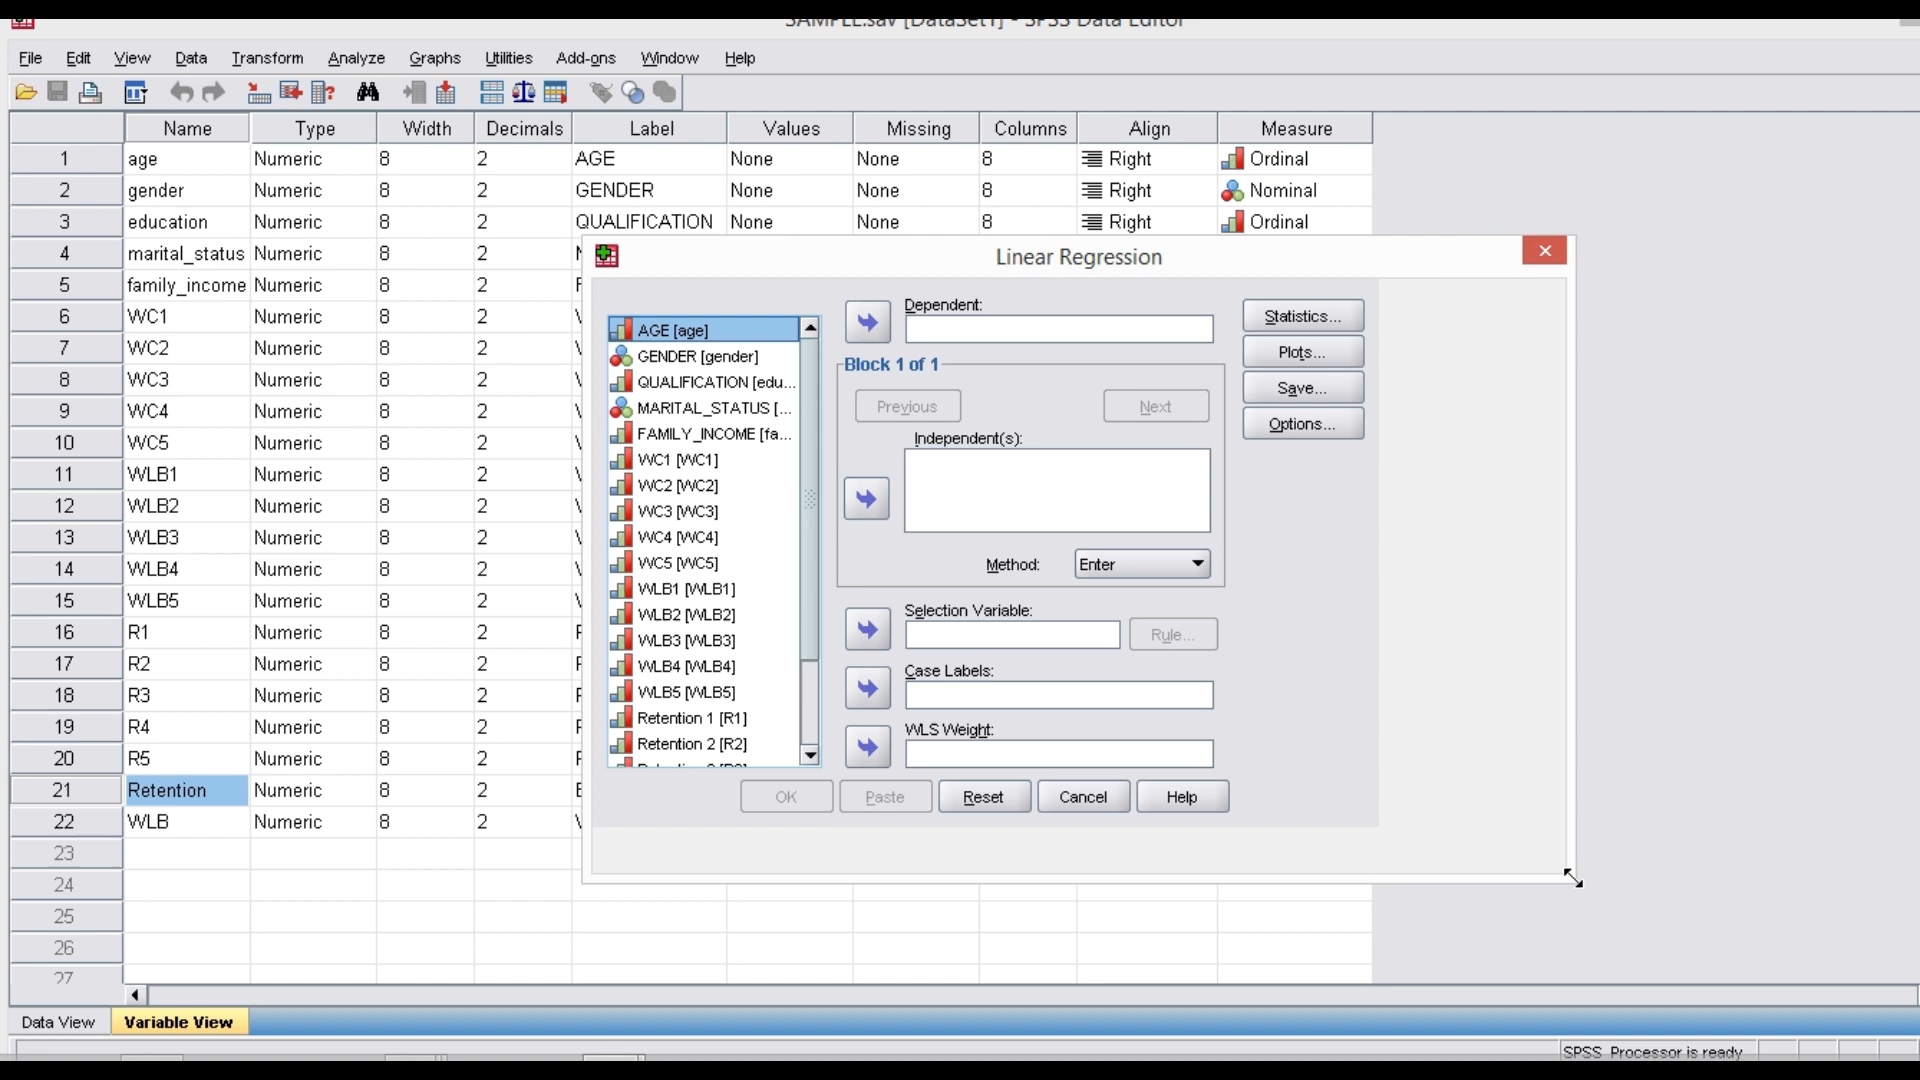 SAMPLE.sav [DataSet1] - SPSS Data Editor
File Edit View Data Transform Analyze Graphs Utilities Add-ons Window Help
Name Type Width Decimals Label Values Missing Columns Align Measure
1 age Numeric 8 2 AGE None None 8 Right Ordinal
2 gender Numeric 8 2 GENDER None None 8 Right Nominal
3 education Numeric 8 2 QUALIFICATION None None 8 Right Ordinal
4 marital_status Numeric 8 2
5 family_income Numeric 8 2
6 WC1 Numeric 8 2
7 WC2 Numeric 8 2
8 WC3 Numeric 8 2
9 WC4 Numeric 8 2
10 WC5 Numeric 8 2
11 WLB1 Numeric 8 2
12 WLB2 Numeric 8 2
13 WLB3 Numeric 8 2
14 WLB4 Numeric 8 2
15 WLB5 Numeric 8 2
16 R1 Numeric 8 2
17 R2 Numeric 8 2
18 R3 Numeric 8 2
19 R4 Numeric 8 2
20 R5 Numeric 8 2
21 Retention Numeric 8 2
22 WLB Numeric 8 2
23
24
25
26
27
Linear Regression
AGE [age]
GENDER [gender]
QUALIFICATION [edu...
MARITAL_STATUS [...
FAMILY_INCOME [fa...
WC1 [WC1]
WC2 [WC2]
WC3 [WC3]
WC4 [WC4]
WC5 [WC5]
WLB1 [WLB1]
WLB2 [WLB2]
WLB3 [WLB3]
WLB4 [WLB4]
WLB5 [WLB5]
Retention 1 [R1]
Retention 2 [R2]
Dependent:
Block 1 of 1
Previous Next
Independent(s):
Method: Enter
Selection Variable:
Rule...
Case Labels:
WLS Weight:
Statistics...
Plots...
Save...
Options...
OK Paste Reset Cancel Help
Data View Variable View
SPSS Processor is ready